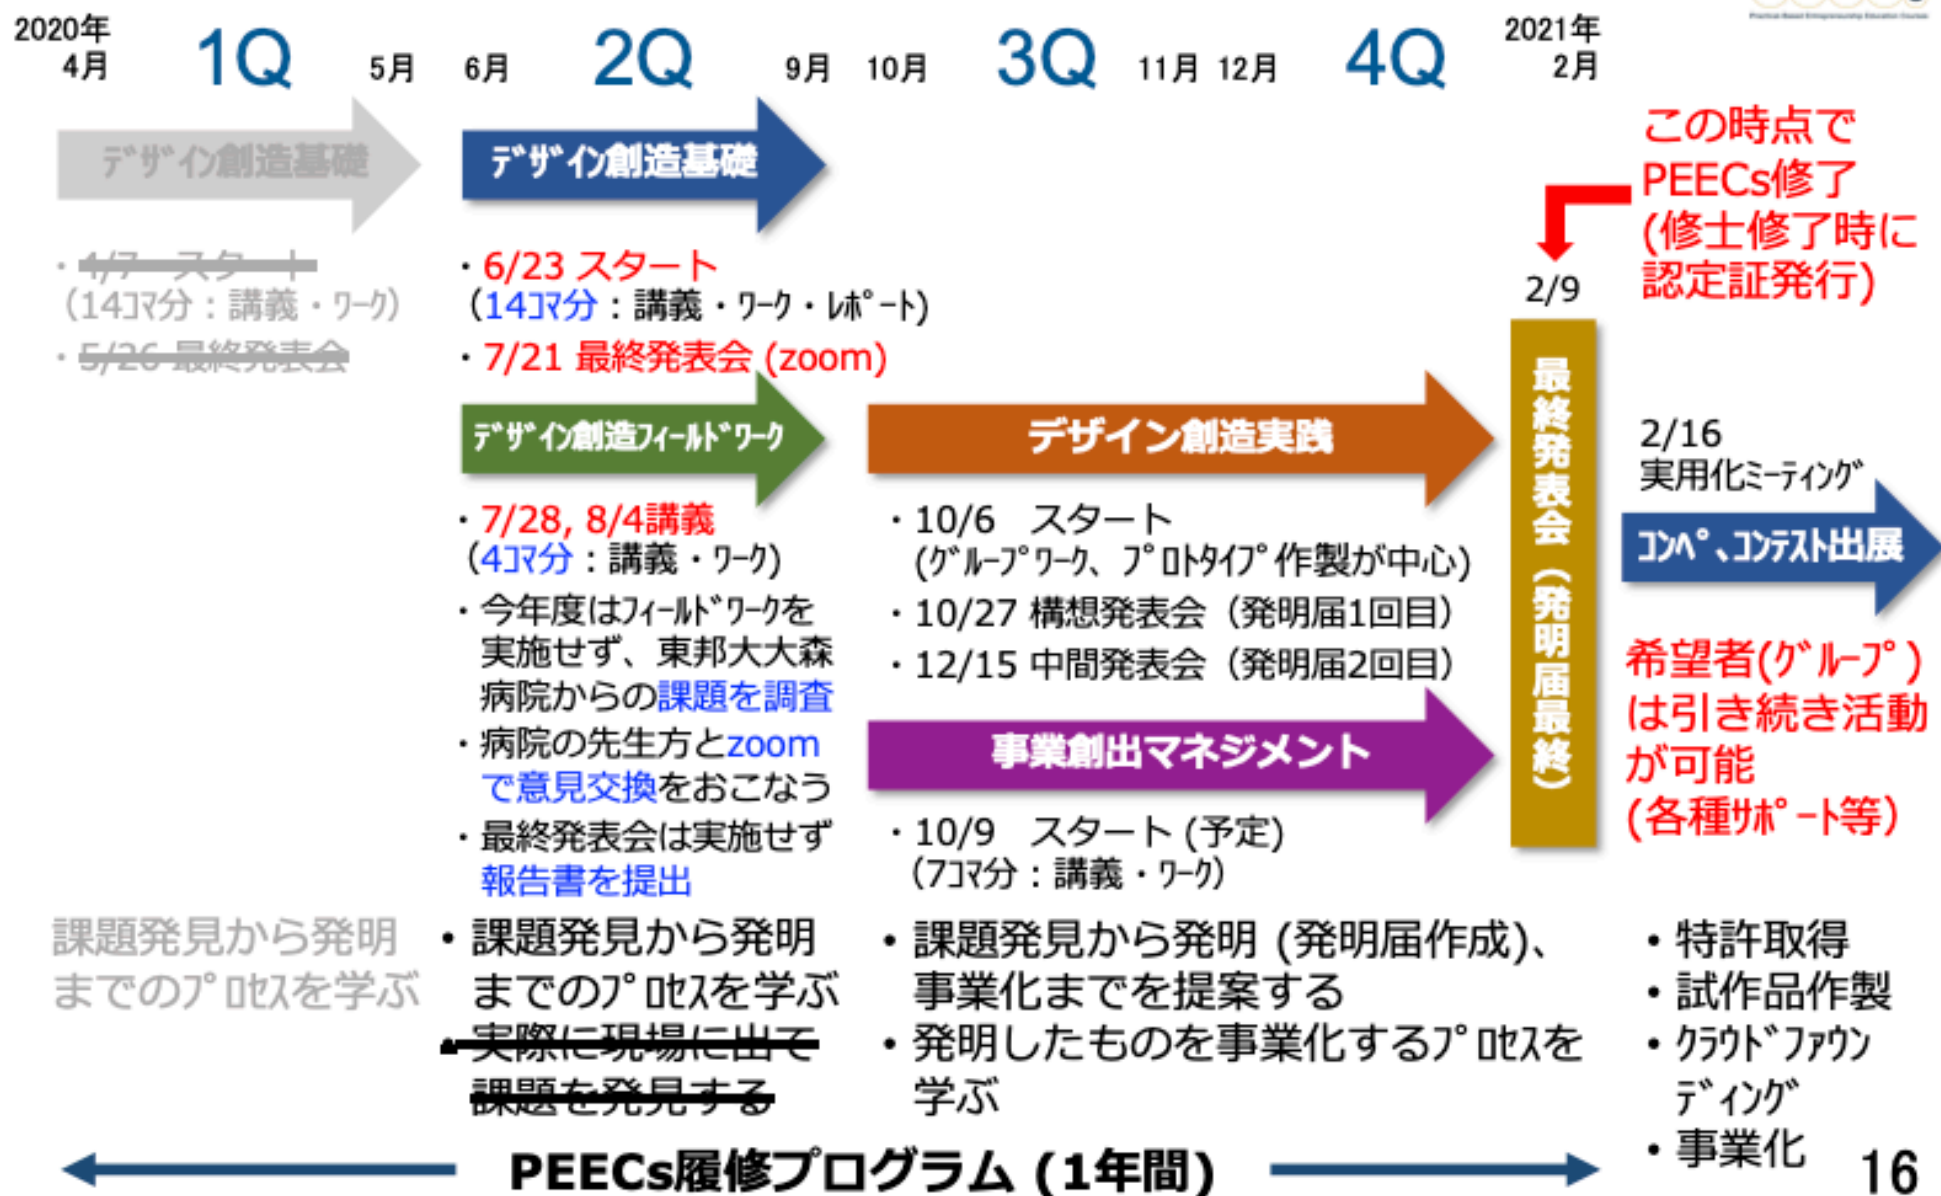 2020年
4月
1Q
5月
6月
2Q
9月
10月
3Q
11月
12月
4Q
2021年
2月
Practical-Based Entrepreneurship Education Courses
ﾃﾞｻﾞｲﾝ創造基礎
・4/7 スタート
(14ｺﾏ分：講義・ﾜｰｸ)
・5/26 最終発表会
ﾃﾞｻﾞｲﾝ創造基礎
・6/23 スタート
(14ｺﾏ分：講義・ﾜｰｸ・ﾚﾎﾟｰﾄ)
・7/21 最終発表会 (zoom)
ﾃﾞｻﾞｲﾝ創造ﾌｨｰﾙﾄﾞﾜｰｸ
・7/28, 8/4講義
(4ｺﾏ分：講義・ﾜｰｸ)
・今年度はﾌｨｰﾙﾄﾞﾜｰｸを
実施せず、東邦大大森
病院からの課題を調査
・病院の先生方とzoom
で意見交換をおこなう
・最終発表会は実施せず
報告書を提出
デザイン創造実践
・10/6　スタート
(ｸﾞﾙｰﾌﾟﾜｰｸ、ﾌﾟﾛﾄﾀｲﾌﾟ作製が中心)
・10/27 構想発表会（発明届1回目）
・12/15 中間発表会（発明届2回目）
事業創出マネジメント
・10/9　スタート (予定)
(7ｺﾏ分：講義・ﾜｰｸ)
この時点で
PEECs修了
(修士修了時に
認定証発行)
2/9
最終発表会（発明届最終）
2/16
実用化ﾐｰﾃｨﾝｸﾞ
ｺﾝﾍﾟ、ｺﾝﾃｽﾄ出展
希望者(ｸﾞﾙｰﾌﾟ)
は引き続き活動
が可能
(各種ｻﾎﾟｰﾄ等）
課題発見から発明
までのﾌﾟﾛｾｽを学ぶ
・課題発見から発明
までのﾌﾟﾛｾｽを学ぶ
・実際に現場に出て
課題を発見する
・課題発見から発明 (発明届作成)、
事業化までを提案する
・発明したものを事業化するﾌﾟﾛｾｽを
学ぶ
・特許取得
・試作品作製
・ｸﾗｳﾄﾞﾌｧｳﾝ
ﾃﾞｨﾝｸﾞ
・事業化
PEECs履修プログラム (1年間)
16